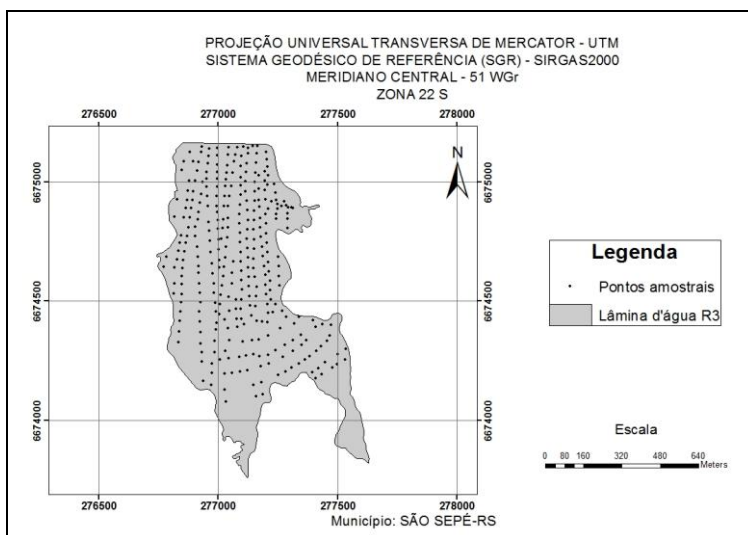 PROJEÇÃO UNIVERSAL TRANSVERSA DE MERCATOR - UTM
SISTEMA GEODÉSICO DE REFERÊNCIA (SGR) - SIRGAS2000
MERIDIANO CENTRAL - 51 WGr
ZONA 22 S
276500 277000 277500 278000
N
6675000 6675000
Legenda
Pontos amostrais
Lâmina d'água R3
6674500 6674500
6674000 6674000
Escala
0 80 160 320 480 640
Meters
276500 277000 277500 278000
Município: SÃO SEPÉ-RS